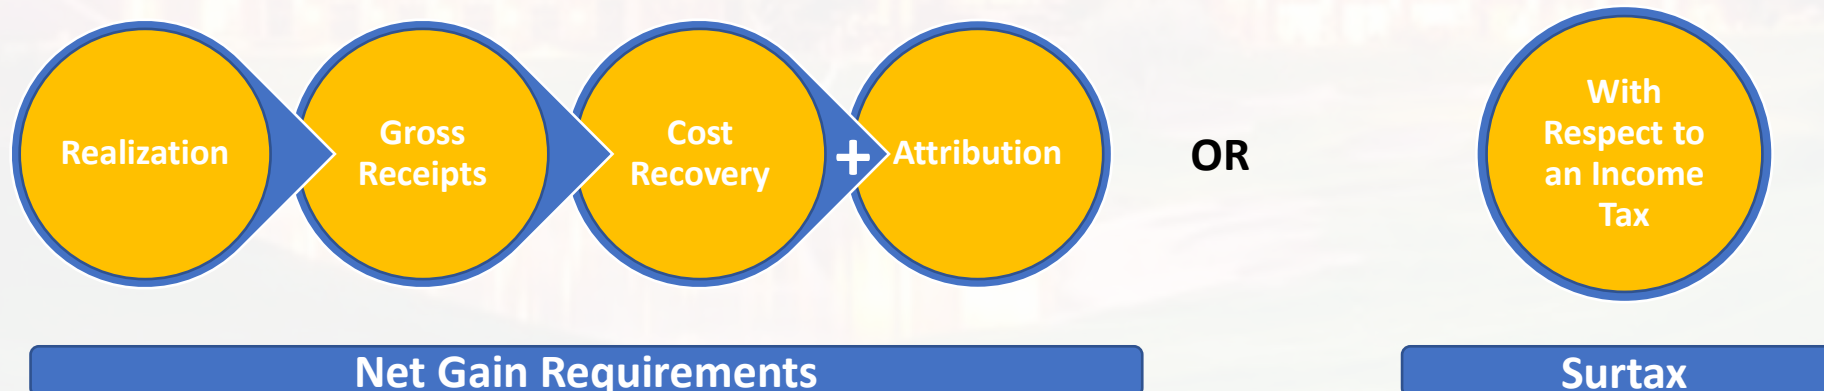 Realization
Gross
Receipts
Cost
Recovery
+
Attribution
OR
With
Respect to
an Income
Tax
Net Gain Requirements
Surtax